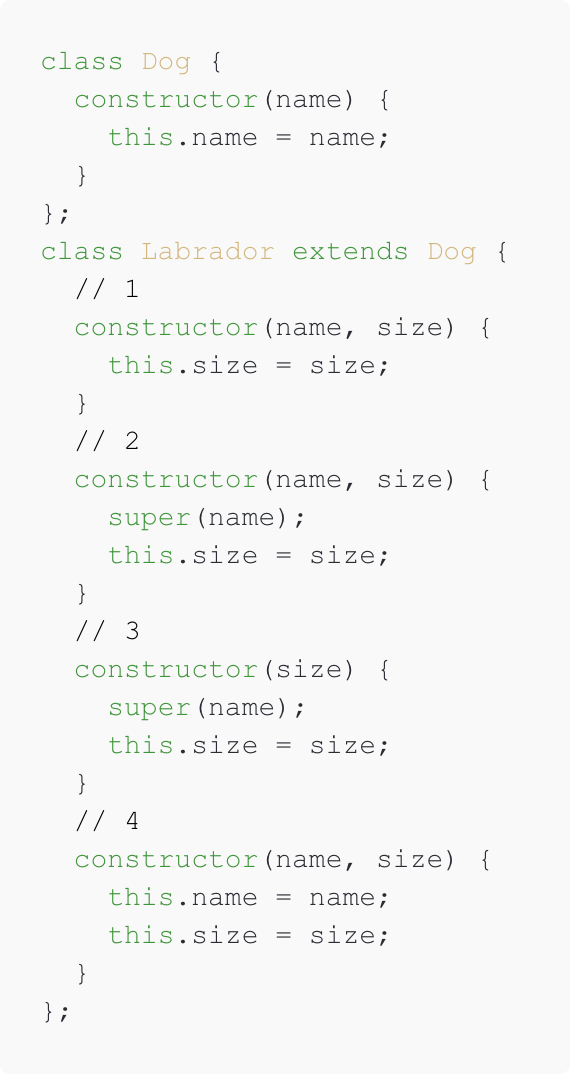 class Dog {
  constructor(name) {
    this.name = name;
  }
};
class Labrador extends Dog {
  // 1
  constructor(name, size) {
    this.size = size;
  }
  // 2
  constructor(name, size) {
    super(name);
    this.size = size;
  }
  // 3
  constructor(size) {
    super(name);
    this.size = size;
  }
  // 4
  constructor(name, size) {
    this.name = name;
    this.size = size;
  }
};